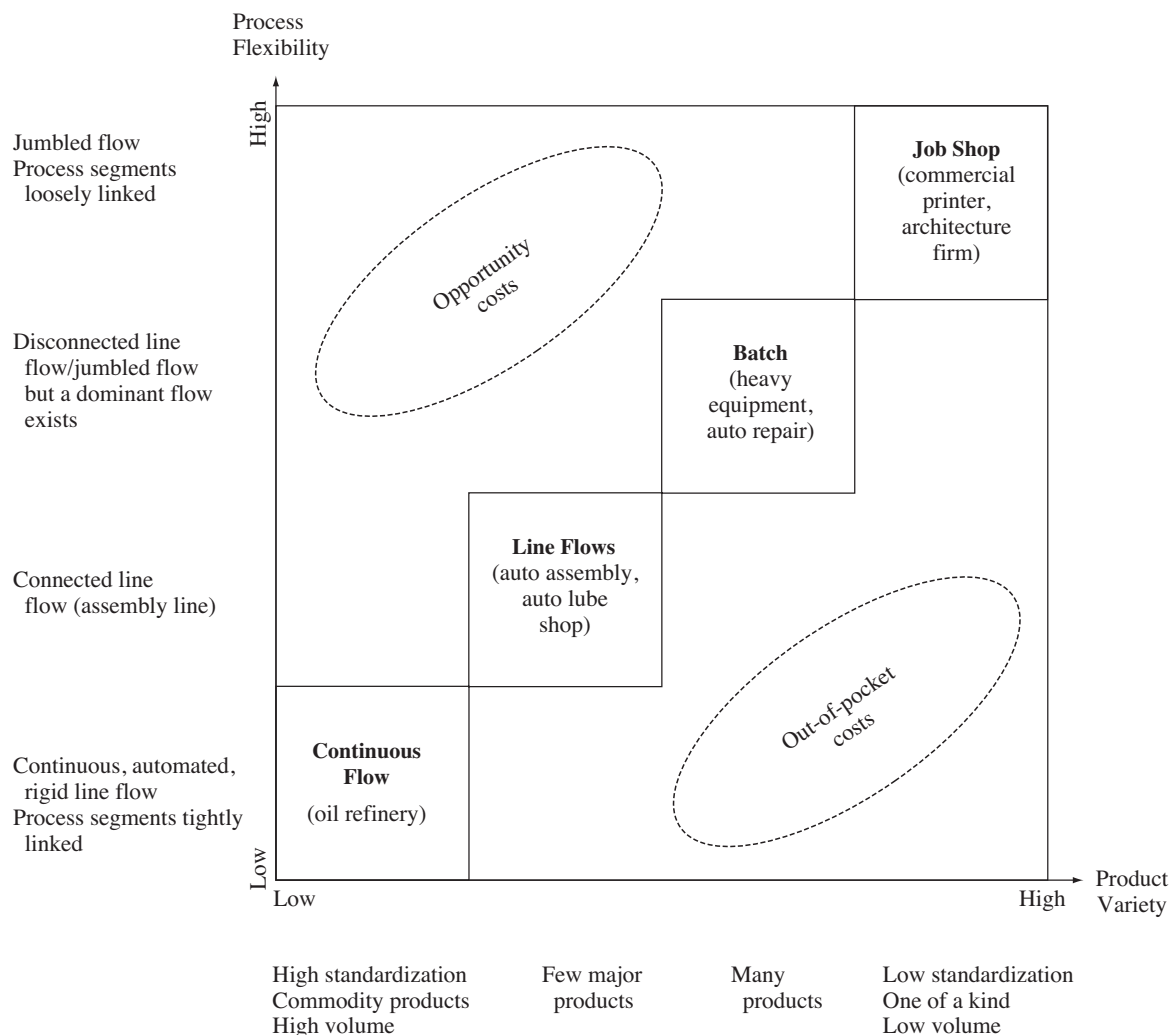 Process
Flexibility
High
Jumbled flow
Process segments
loosely linked
Job Shop
(commercial
printer,
architecture
firm)
Opportunity
costs
Disconnected line
flow/jumbled flow
but a dominant flow
exists
Batch
(heavy
equipment,
auto repair)
Connected line
flow (assembly line)
Line Flows
(auto assembly,
auto lube
shop)
Out-of-pocket
costs
Continuous, automated,
rigid line flow
Process segments tightly
linked
Continuous
Flow
(oil refinery)
Low
Low
High
Product
Variety
High standardization
Commodity products
High volume
Few major
products
Many
products
Low standardization
One of a kind
Low volume